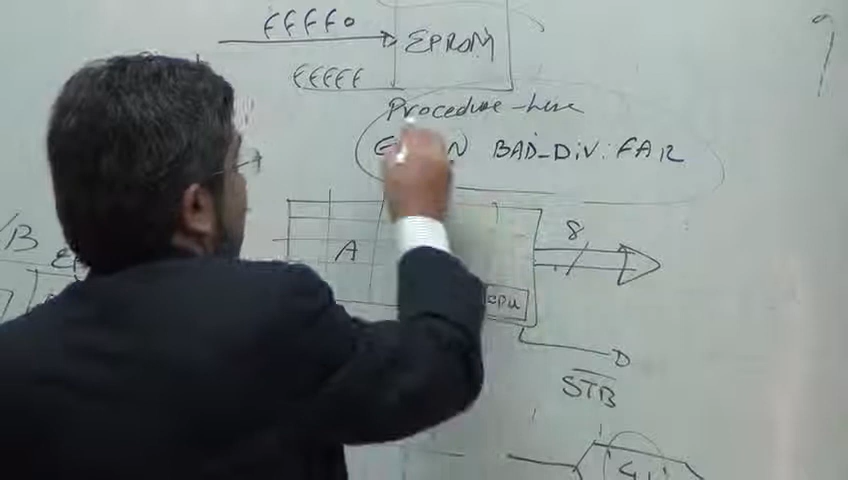 FFFF0
EPROM
FFFFF
Procedure-here
BAD_DIV:FAR
/B
8
A
CPU
STB